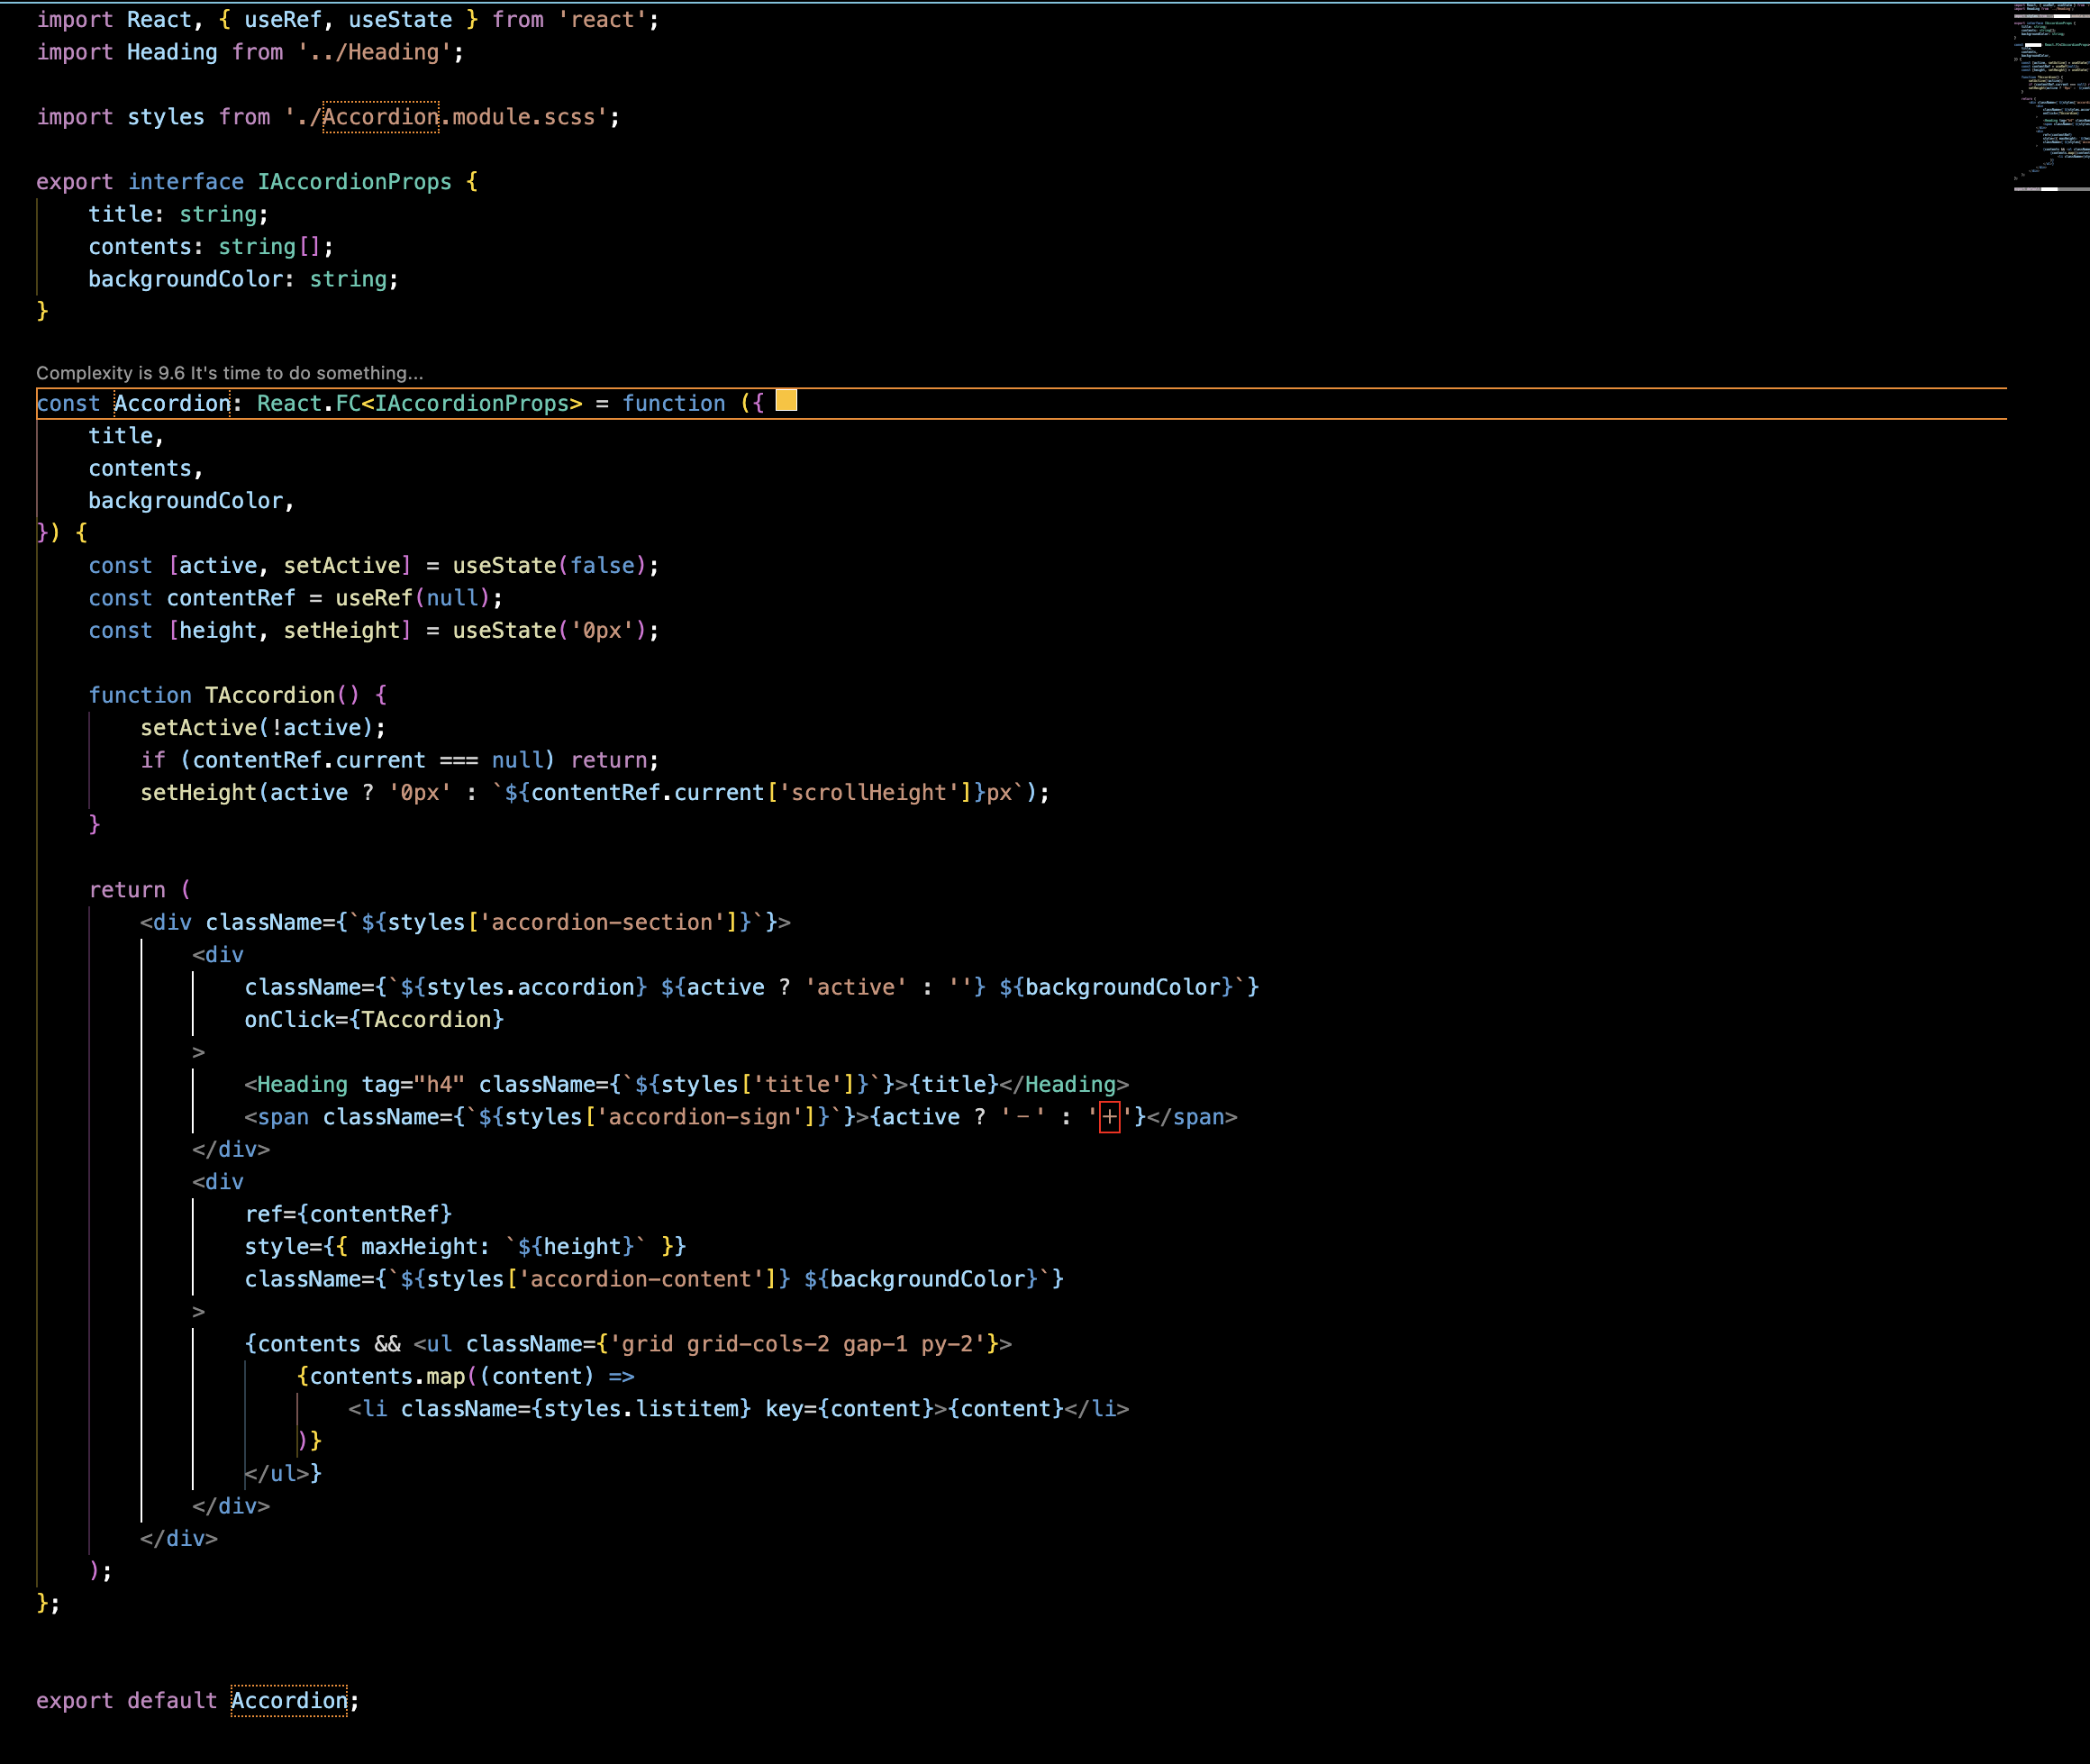 import React, { useRef, useState } from 'react';
import Heading from '../Heading';

import styles from './Accordion.module.scss';

export interface IAccordionProps {
    title: string;
    contents: string[];
    backgroundColor: string;
}

Complexity is 9.6 It's time to do something...
const Accordion: React.FC<IAccordionProps> = function ({
    title,
    contents,
    backgroundColor,
}) {
    const [active, setActive] = useState(false);
    const contentRef = useRef(null);
    const [height, setHeight] = useState('0px');

    function TAccordion() {
        setActive(!active);
        if (contentRef.current === null) return;
        setHeight(active ? '0px' : `${contentRef.current['scrollHeight']}px`);
    }

    return (
        <div className={`${styles['accordion-section']}`}>
            <div
                className={`${styles.accordion} ${active ? 'active' : ''} ${backgroundColor}`}
                onClick={TAccordion}
            >
                <Heading tag="h4" className={`${styles['title']}`}>{title}</Heading>
                <span className={`${styles['accordion-sign']}`}>{active ? '－' : '＋'}</span>
            </div>
            <div
                ref={contentRef}
                style={{ maxHeight: `${height}` }}
                className={`${styles['accordion-content']} ${backgroundColor}`}
            >
                {contents && <ul className={'grid grid-cols-2 gap-1 py-2'}>
                    {contents.map((content) =>
                        <li className={styles.listitem} key={content}>{content}</li>
                    )}
                </ul>}
            </div>
        </div>
    );
};

export default Accordion;